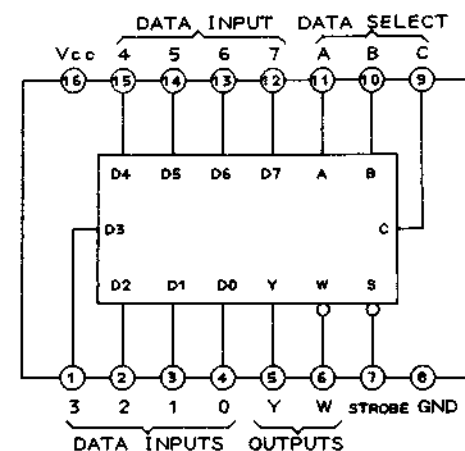 DATA INPUT DATA SELECT
Vcc 4 5 6 7 A B C
16 15 14 13 12 11 10 9
D4 D5 D6 D7 A B
D3 C
D2 D1 D0 Y W S
1 2 3 4 5 6 7 8
3 2 1 0 Y W STROBE GND
DATA INPUTS OUTPUTS